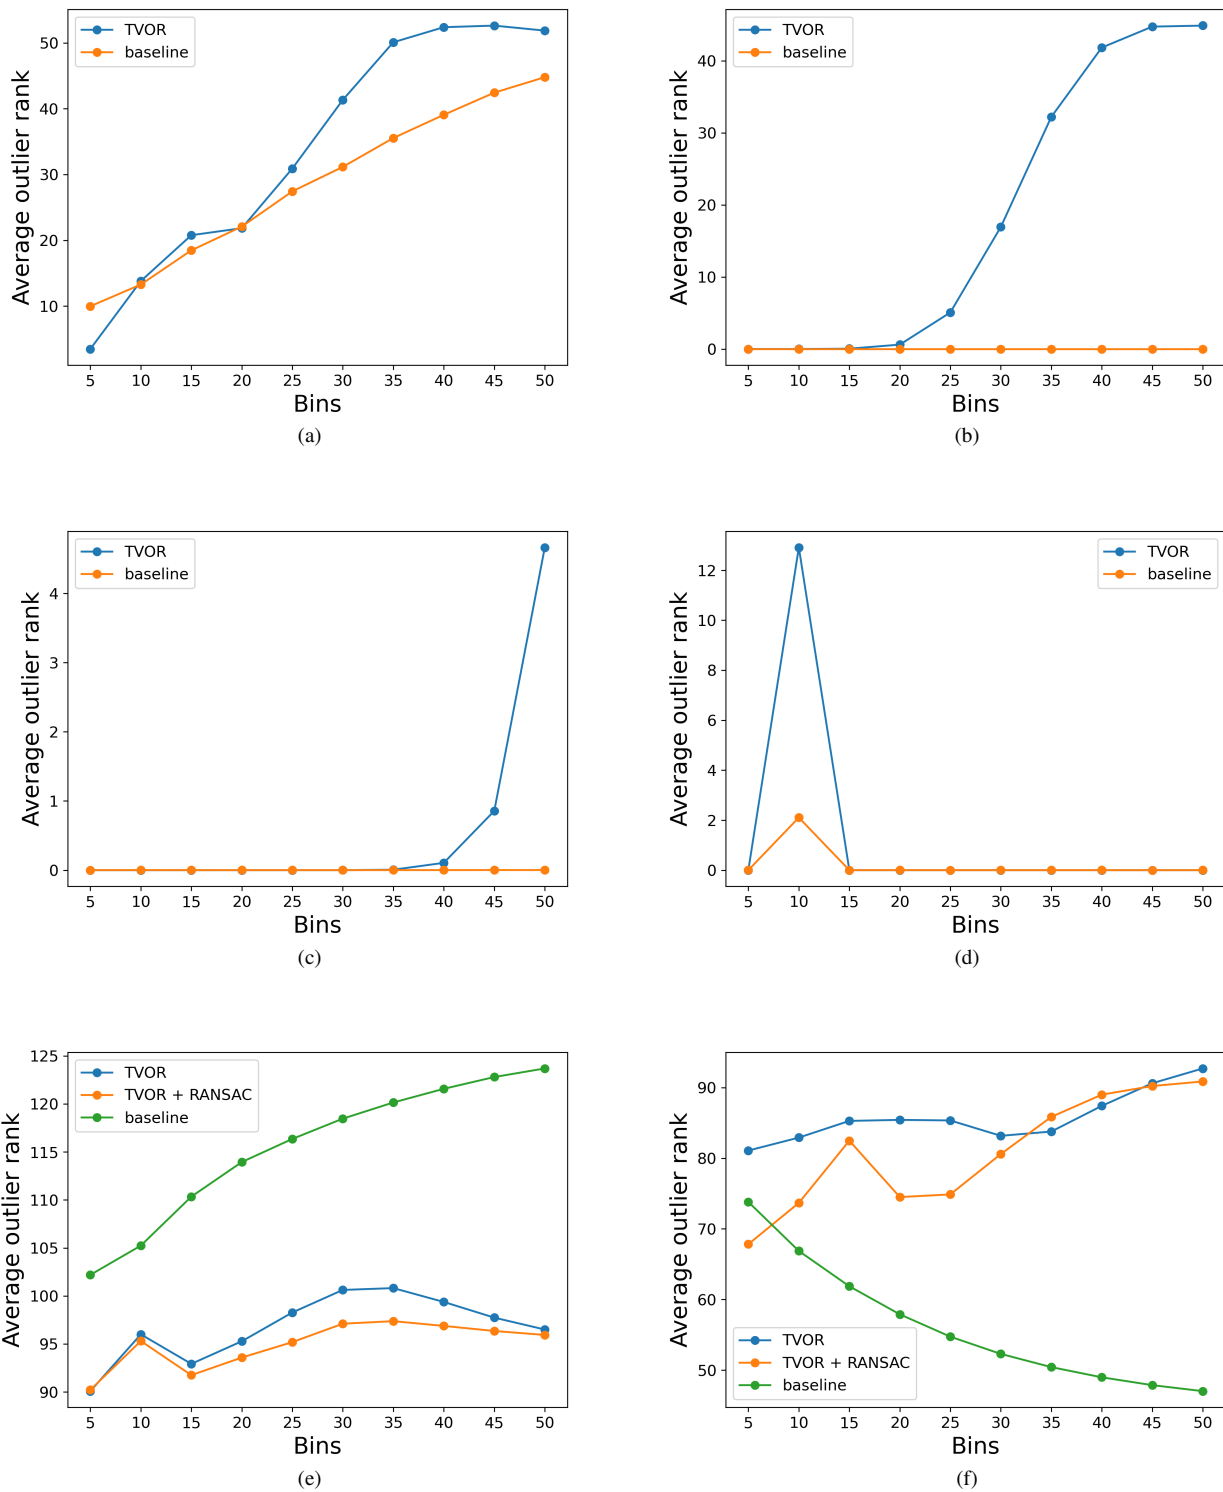 TVOR
baseline
Average outlier rank
50
40
30
20
10
5 10 15 20 25 30 35 40 45 50
Bins
(a)
TVOR
baseline
Average outlier rank
40
30
20
10
0
5 10 15 20 25 30 35 40 45 50
Bins
(b)
TVOR
baseline
Average outlier rank
4
3
2
1
0
5 10 15 20 25 30 35 40 45 50
Bins
(c)
TVOR
baseline
Average outlier rank
12
10
8
6
4
2
0
5 10 15 20 25 30 35 40 45 50
Bins
(d)
TVOR
TVOR + RANSAC
baseline
Average outlier rank
125
120
115
110
105
100
95
90
5 10 15 20 25 30 35 40 45 50
Bins
(e)
Average outlier rank
90
80
70
60
50
TVOR
TVOR + RANSAC
baseline
5 10 15 20 25 30 35 40 45 50
Bins
(f)